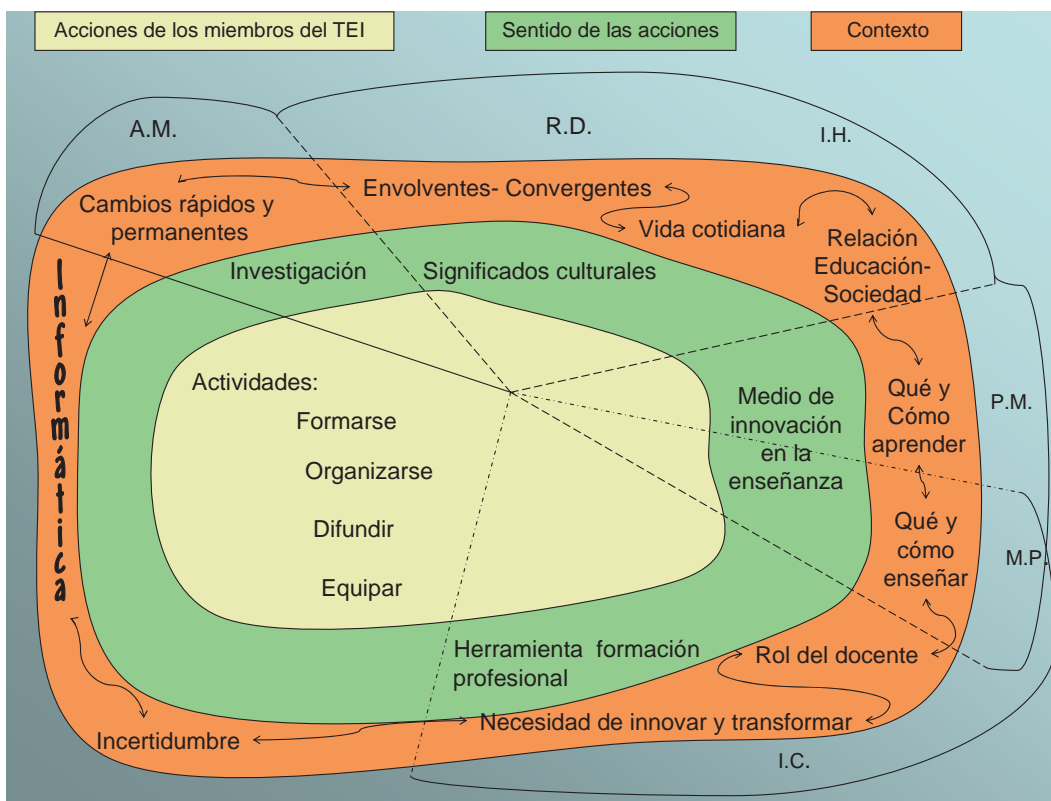 Acciones de los miembros del TEI
Sentido de las acciones
Contexto
A.M.
R.D.
I.H.
Envolventes- Convergentes
Cambios rápidos y
permanentes
Vida cotidiana
Relación
Educación-
Sociedad
Investigación
Significados culturales
Informática
Actividades:
Formarse
Organizarse
Difundir
Equipar
Medio de
innovación
en la
enseñanza
Qué y
Cómo
aprender
P.M.
Qué y
cómo
enseñar
M.P.
Herramienta formación
profesional
Rol del docente
Necesidad de innovar y transformar
Incertidumbre
I.C.